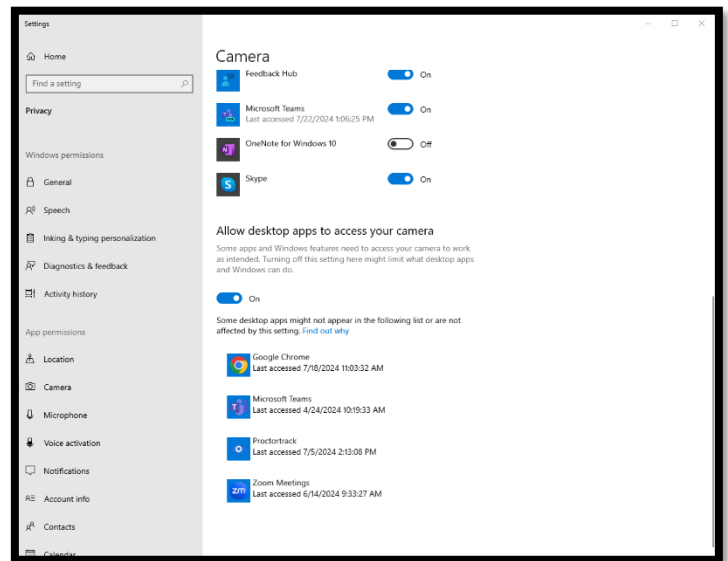 Settings
Home
Find a setting
Privacy
Windows permissions
General
Speech
Inking & typing personalization
Diagnostics & feedback
Activity history
App permissions
Location
Camera
Microphone
Voice activation
Notifications
Account info
Contacts
Calendar
Camera
Feedback Hub
On
Microsoft Teams
Last accessed 7/22/2024 1:06:25 PM
On
OneNote for Windows 10
Off
Skype
On
Allow desktop apps to access your camera
Some apps and Windows features need to access your camera to work
as intended. Turning off this setting here might limit what desktop apps
and Windows can do.
On
Some desktop apps might not appear in the following list or are not
affected by this setting. Find out why
Google Chrome
Last accessed 7/18/2024 11:03:32 AM
Microsoft Teams
Last accessed 4/24/2024 10:19:33 AM
Proctortrack
Last accessed 7/5/2024 2:13:08 PM
zm
Zoom Meetings
Last accessed 6/14/2024 9:33:27 AM